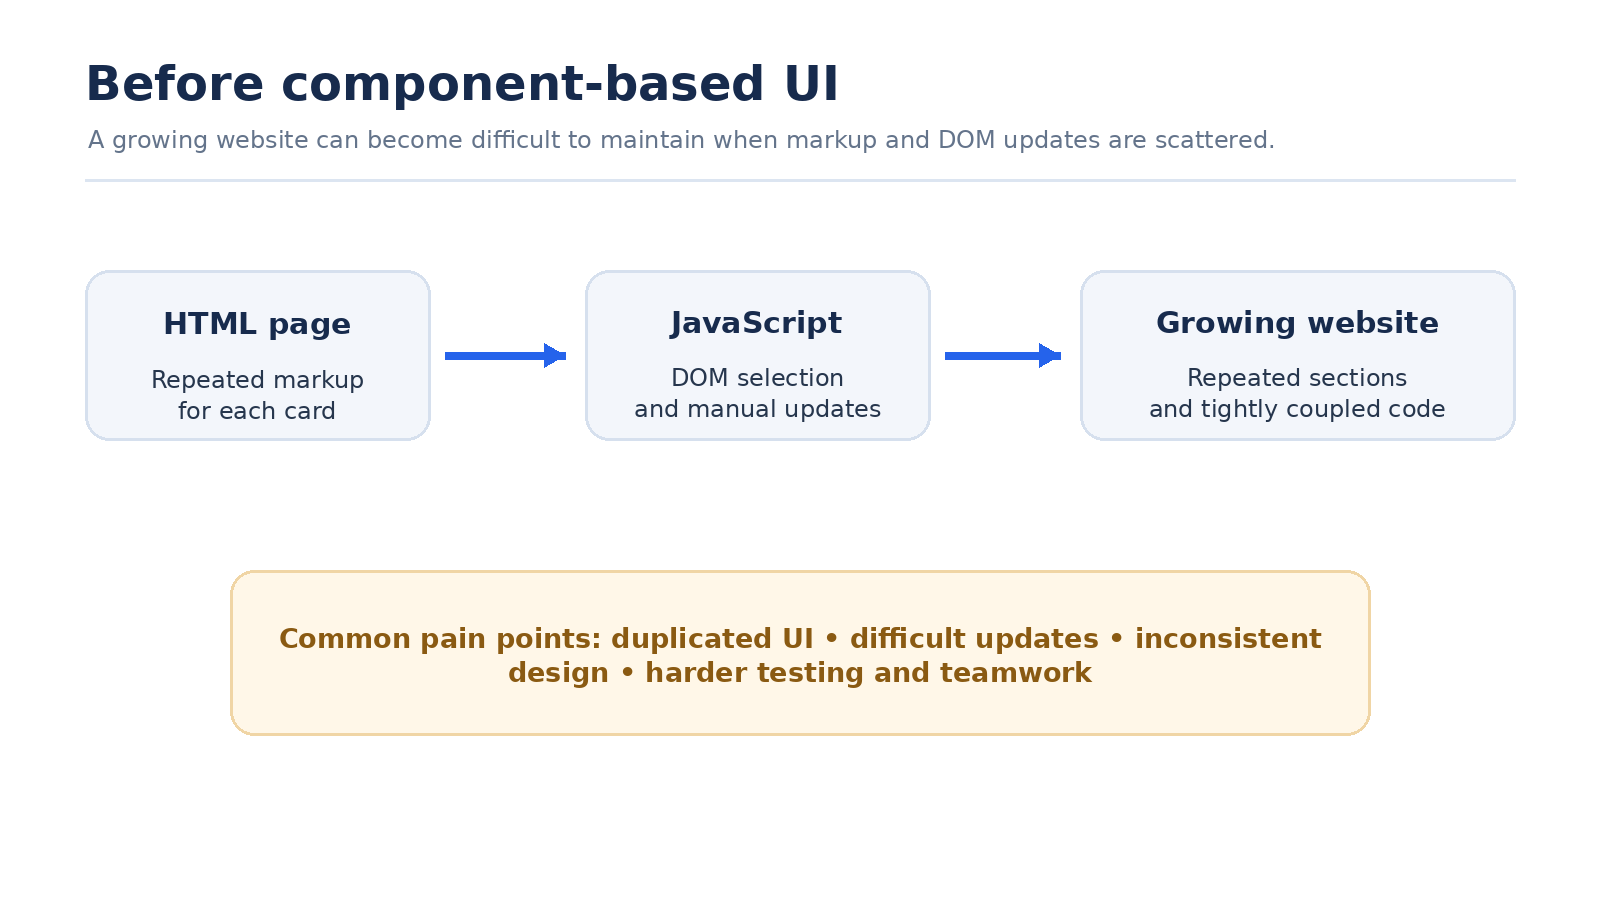 Before component-based UI
A growing website can become difficult to maintain when markup and DOM updates are scattered.
HTML page
Repeated markup
for each card
JavaScript
DOM selection
and manual updates
Growing website
Repeated sections
and tightly coupled code
Common pain points: duplicated UI • difficult updates • inconsistent
design • harder testing and teamwork